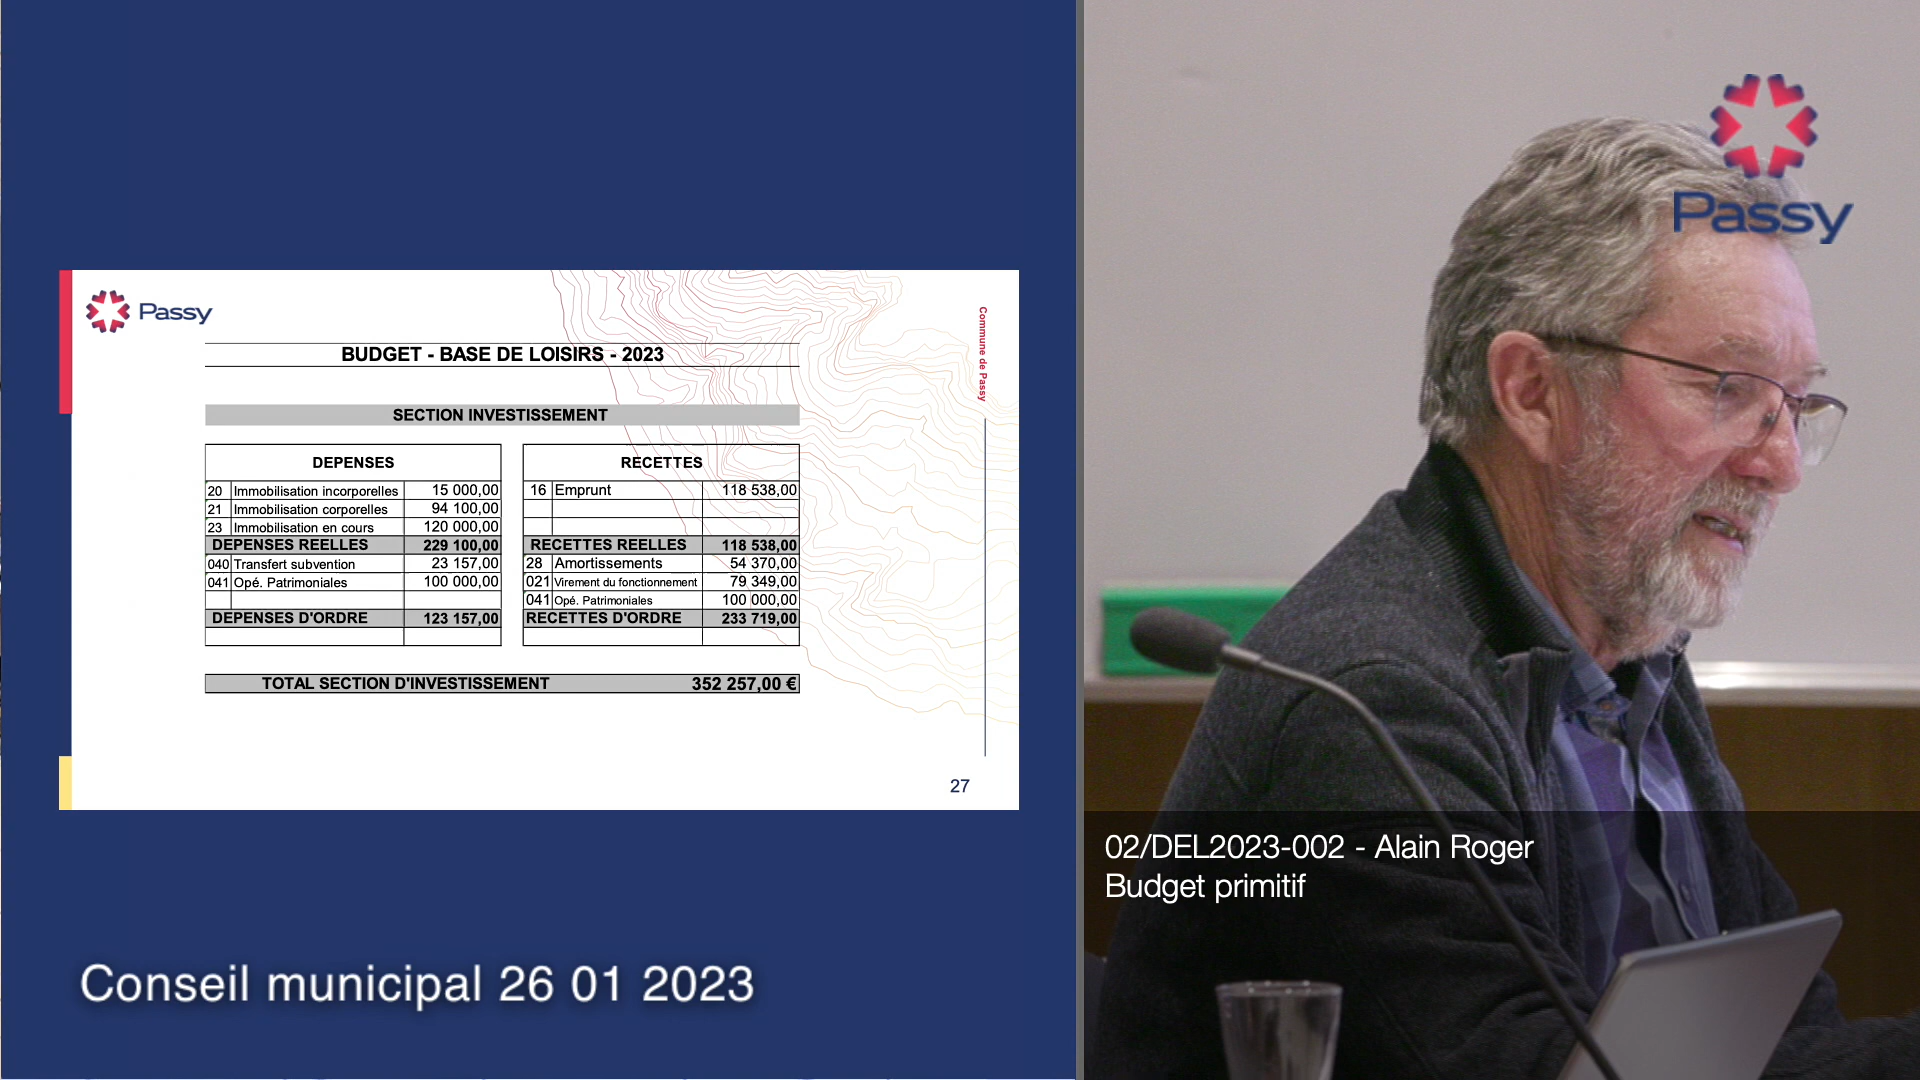 Passy
Commune de Passy
BUDGET - BASE DE LOISIRS - 2023
SECTION INVESTISSEMENT
DEPENSES
20 Immobilisation incorporelles 15 000,00
21 Immobilisation corporelles 94 100,00
23 Immobilisation en cours 120 000,00
DEPENSES REELLES 229 100,00
040 Transfert subvention 23 157,00
041 Opé. Patrimoniales 100 000,00
DEPENSES D'ORDRE 123 157,00
RECETTES
16 Emprunt 118 538,00
RECETTES REELLES 118 538,00
28 Amortissements 54 370,00
021 Virement du fonctionnement 79 349,00
041 Opé. Patrimoniales 100 000,00
RECETTES D'ORDRE 233 719,00
TOTAL SECTION D'INVESTISSEMENT 352 257,00 €
27
Conseil municipal 26 01 2023
Passy
02/DEL2023-002 - Alain Roger
Budget primitif